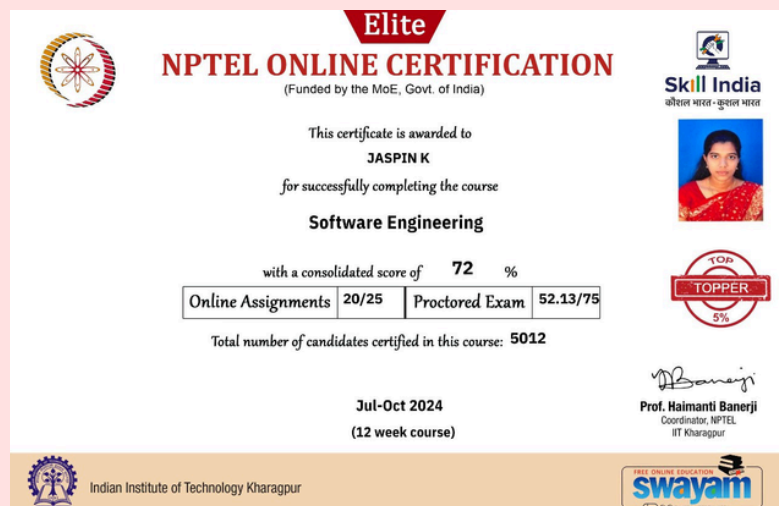 Elite
NPTEL ONLINE CERTIFICATION
(Funded by the MoE, Govt. of India)
Skill India
कौशल भारत - कुशल भारत
This certificate is awarded to
JASPIN K
for successfully completing the course
Software Engineering
with a consolidated score of 72 %
Online Assignments 20/25 Proctored Exam 52.13/75
TOP
TOPPER
5%
Total number of candidates certified in this course: 5012
Jul-Oct 2024
(12 week course)
Prof. Haimanti Banerji
Coordinator, NPTEL
IIT Kharagpur
Indian Institute of Technology Kharagpur
FREE ONLINE EDUCATION
swayam